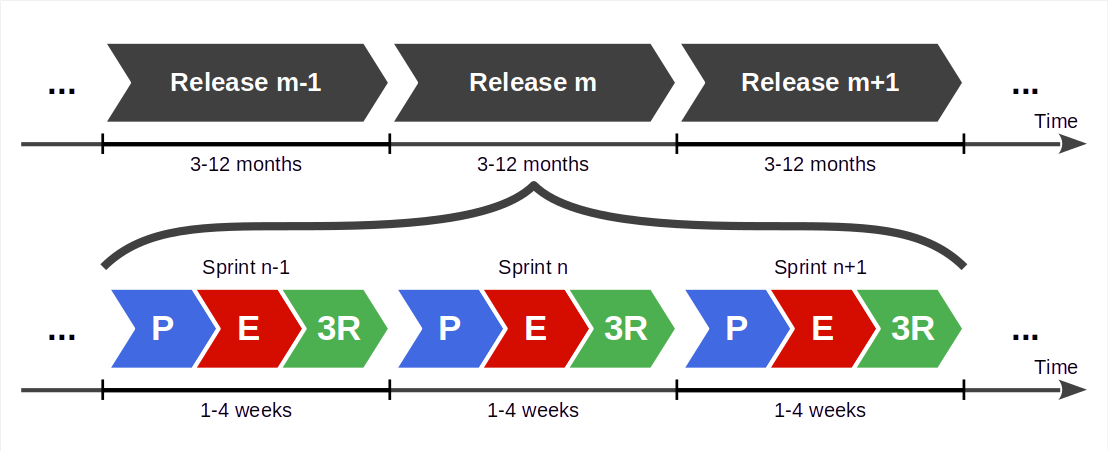 ... Release m-1 Release m Release m+1 ...
Time
3-12 months 3-12 months 3-12 months
Sprint n-1 Sprint n Sprint n+1
... P E 3R P E 3R P E 3R ...
Time
1-4 weeks 1-4 weeks 1-4 weeks